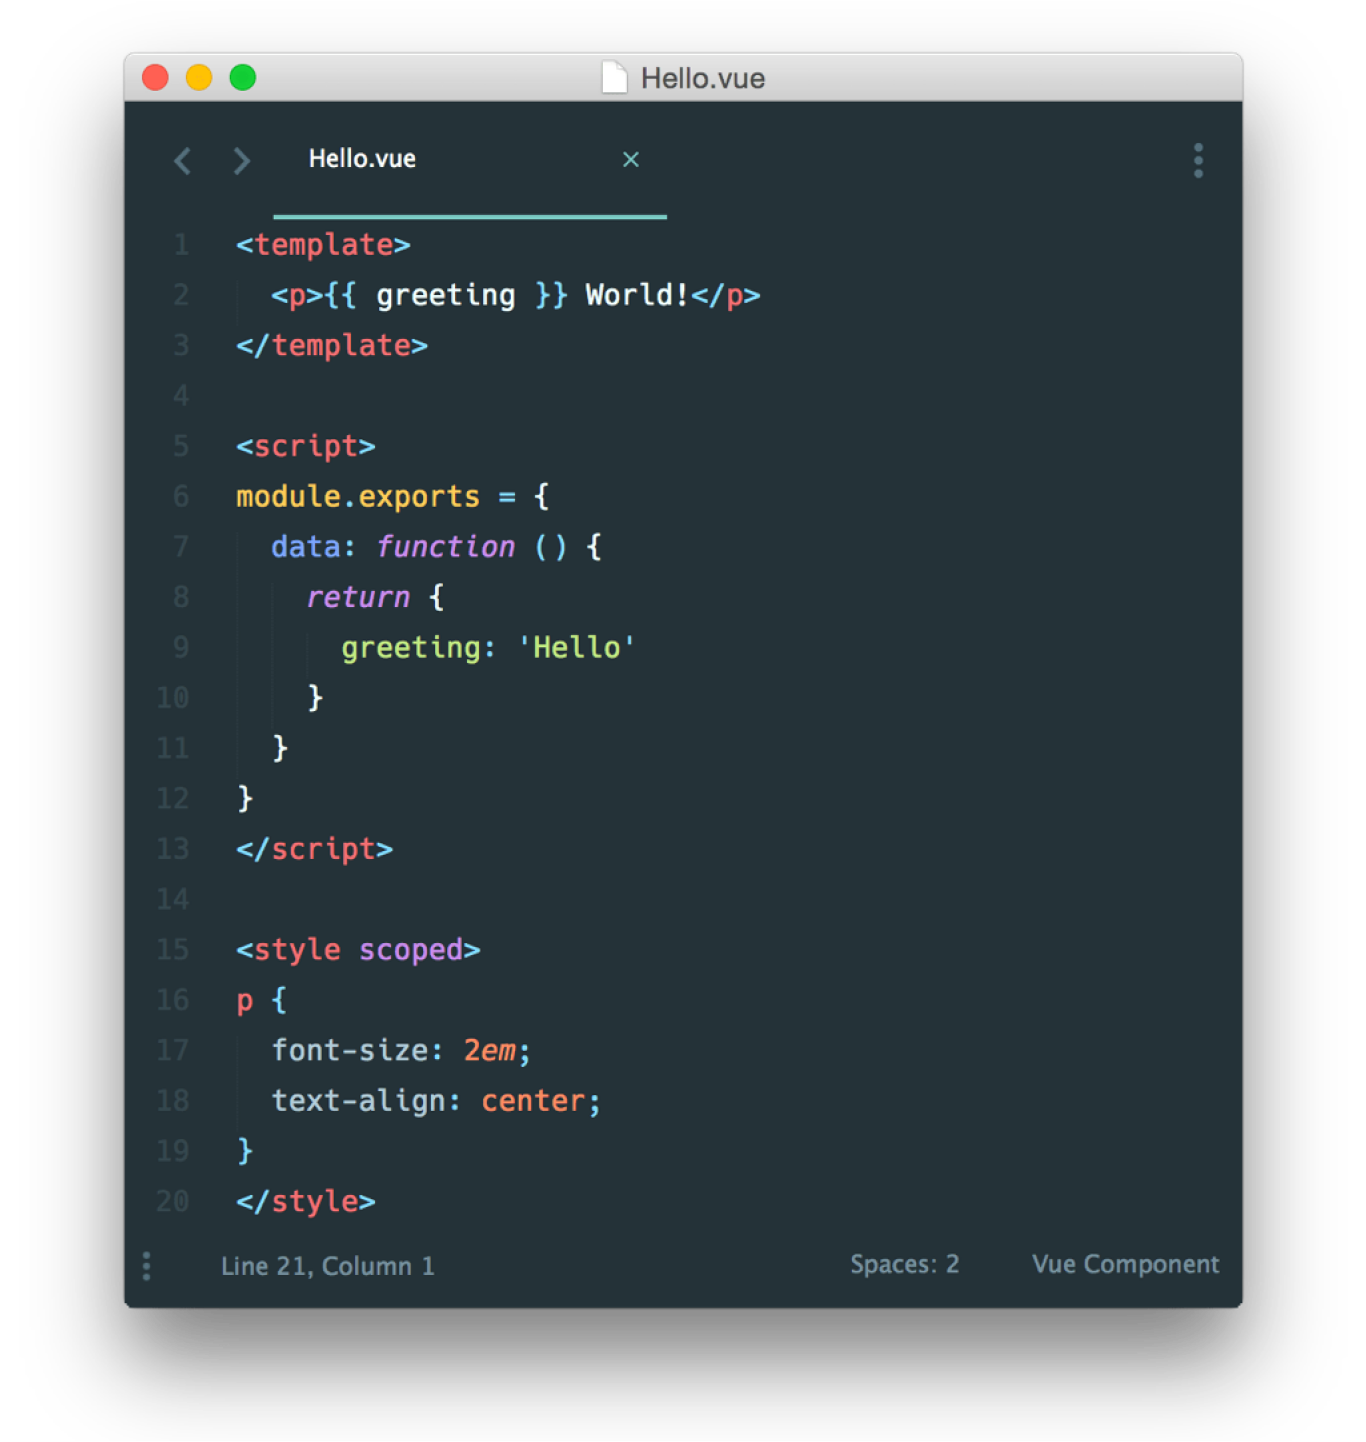 Hello.vue
Hello.vue ×
1 <template>
2   <p>{{ greeting }} World!</p>
3 </template>
4
5 <script>
6 module.exports = {
7   data: function () {
8     return {
9       greeting: 'Hello'
10     }
11   }
12 }
13 </script>
14
15 <style scoped>
16 p {
17   font-size: 2em;
18   text-align: center;
19 }
20 </style>
Line 21, Column 1 Spaces: 2 Vue Component